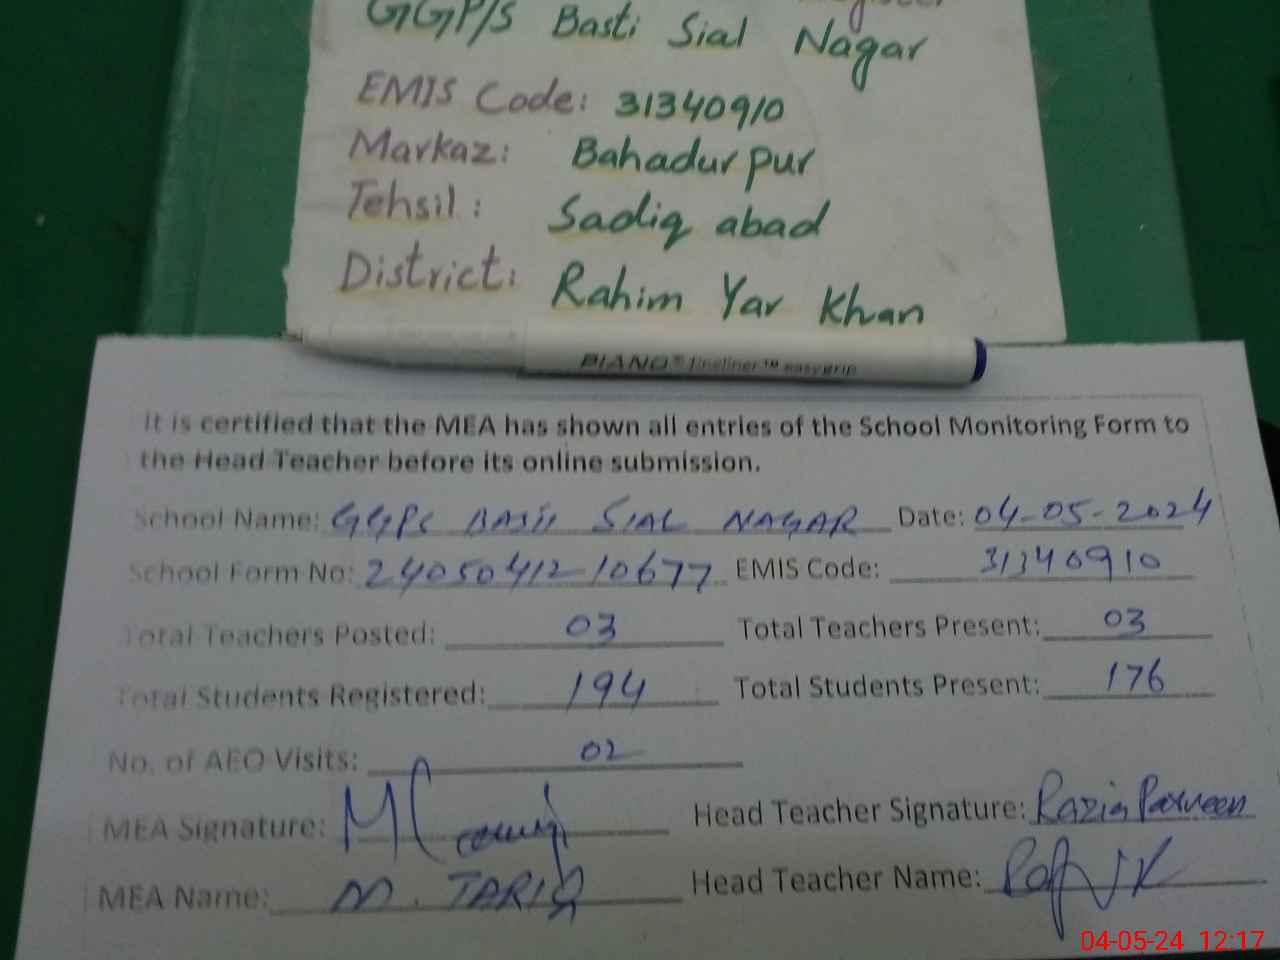 GGP/S Basti Sial Nagar
EMIS Code: 31340910
Markaz: Bahadur pur
Tehsil: Sadiq abad
District: Rahim Yar Khan
PIANO® fineliner™ easygrip
It is certified that the MEA has shown all entries of the School Monitoring Form to
the Head Teacher before its online submission.
School Name: GGPS BASTI SIAL NAGAR Date: 04-05-2024
School Form No: 24050412-10677 EMIS Code: 31340910
Total Teachers Posted: 03 Total Teachers Present: 03
Total Students Registered: 194 Total Students Present: 176
No. of AEO Visits: 02
MEA Signature: Head Teacher Signature: Razia Parveen
MEA Name: M. TARIQ Head Teacher Name:
04-05-24 12:17